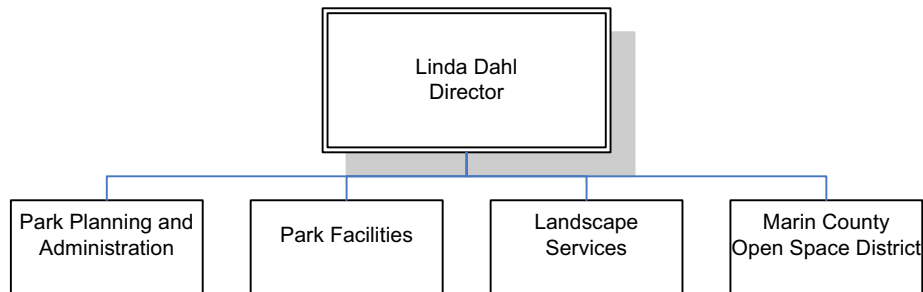 Linda Dahl
Director
Park Planning and
Administration
Park Facilities
Landscape
Services
Marin County
Open Space District